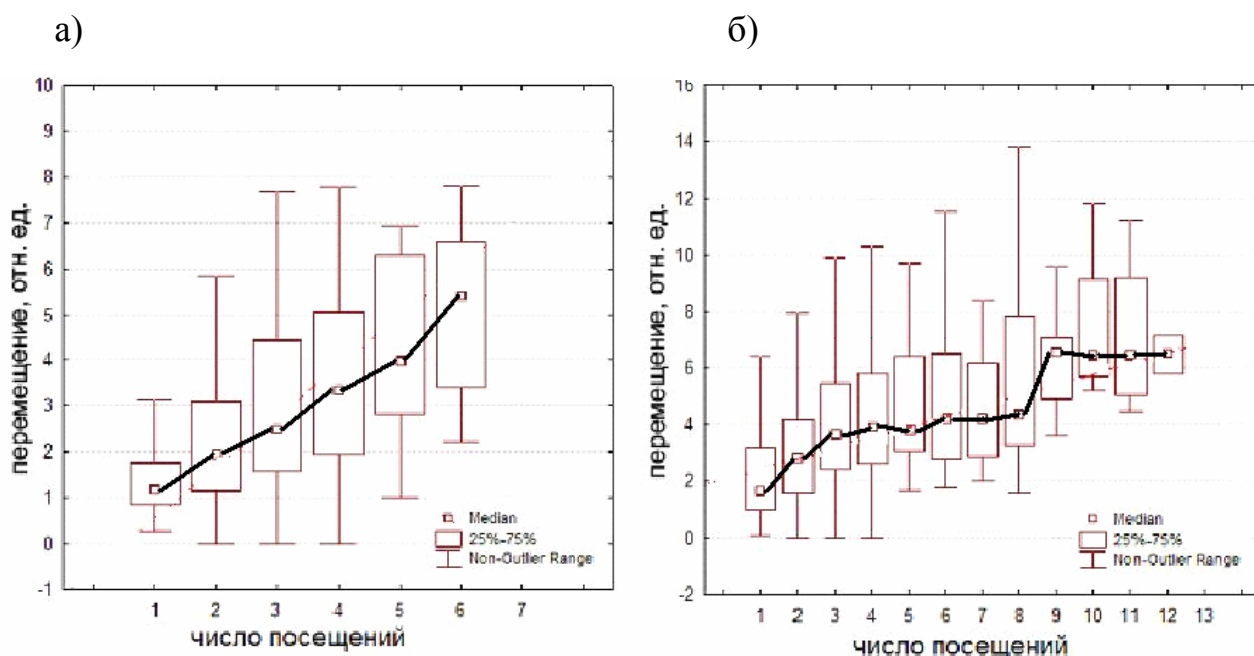 а)
б)
10
9
8
7
6
5
4
3
2
1
0
-1
перемещение, отн. ед.
Median
25%-75%
Non-Outlier Range
1 2 3 4 5 6 7
число посещений
16
14
12
10
8
6
4
2
0
-2
перемещение, отн. ед.
Median
25%-75%
Non-Outlier Range
1 2 3 4 5 6 7 8 9 10 11 12 13
число посещений